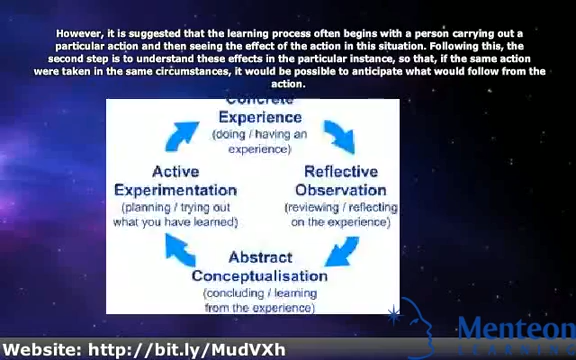 However, it is suggested that the learning process often begins with a person carrying out a
particular action and then seeing the effect of the action in this situation. Following this, the
second step is to understand these effects in the particular instance, so that, if the same action
were taken in the same circumstances, it would be possible to anticipate what would follow from the
action.
Concrete
Experience
(doing / having an
experience)
Active
Experimentation
(planning / trying out
what you have learned)
Reflective
Observation
(reviewing / reflecting
on the experience)
Abstract
Conceptualisation
(concluding / learning
from the experience)
Menteon
LEARNING
Website: http://bit.ly/MudVXh